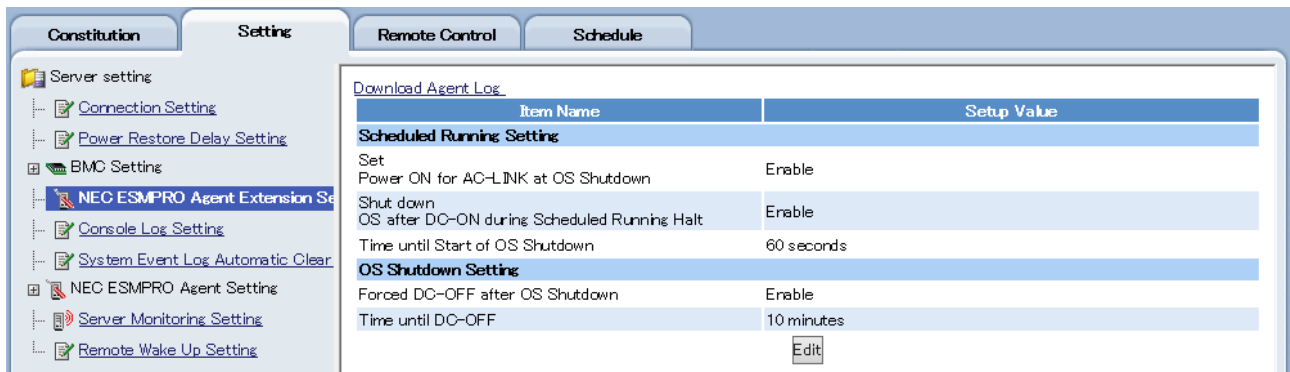 Constitution
Setting
Remote Control
Schedule
Server setting
Connection Setting
Power Restore Delay Setting
BMC Setting
NEC ESMPRO Agent Extension Se
Console Log Setting
System Event Log Automatic Clear
NEC ESMPRO Agent Setting
Server Monitoring Setting
Remote Wake Up Setting
Download Agent Log
Item Name Setup Value
Scheduled Running Setting
Set
Power ON for AC-LINK at OS Shutdown Enable
Shut down
OS after DC-ON during Scheduled Running Halt Enable
Time until Start of OS Shutdown 60 seconds
OS Shutdown Setting
Forced DC-OFF after OS Shutdown Enable
Time until DC-OFF 10 minutes
Edit